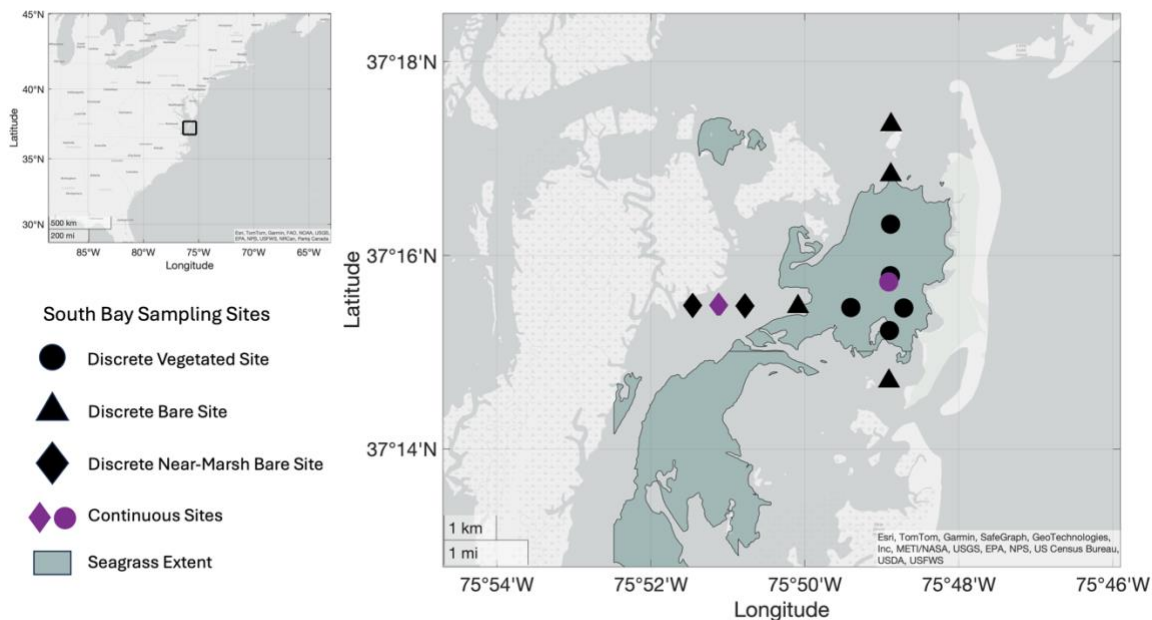 45°N
40°N
35°N
30°N
Latitude
500 km
200 mi
Esri, TomTom, Garmin, FAO, NOAA, USGS,
EPA, NPS, USFWS, NRCan, Parks Canada
85°W
80°W
75°W
70°W
65°W
Longitude
South Bay Sampling Sites
Discrete Vegetated Site
Discrete Bare Site
Discrete Near-Marsh Bare Site
Continuous Sites
Seagrass Extent
37°18'N
37°16'N
37°14'N
Latitude
1 km
1 mi
Esri, TomTom, Garmin, SafeGraph, GeoTechnologies,
Inc, METI/NASA, USGS, EPA, NPS, US Census Bureau,
USDA, USFWS
75°54'W
75°52'W
75°50'W
75°48'W
75°46'W
Longitude